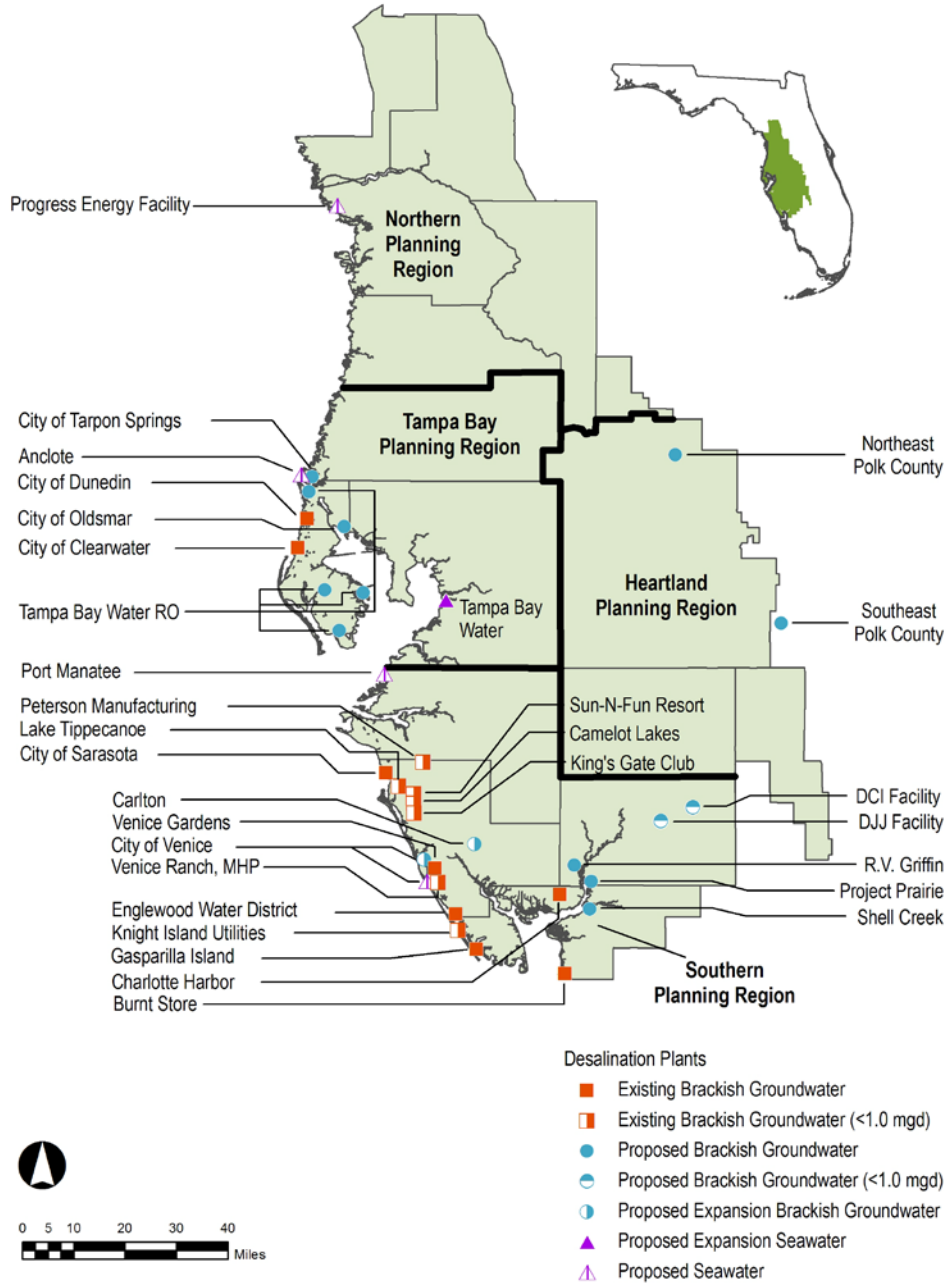 Progress Energy Facility
Northern
Planning
Region
City of Tarpon Springs
Anclote
City of Dunedin
City of Oldsmar
City of Clearwater
Tampa Bay Water RO
Tampa Bay
Planning Region
Northeast
Polk County
Heartland
Planning Region
Southeast
Polk County
Tampa Bay
Water
Port Manatee
Peterson Manufacturing
Lake Tippecanoe
City of Sarasota
Sun-N-Fun Resort
Camelot Lakes
King's Gate Club
Carlton
Venice Gardens
City of Venice
Venice Ranch, MHP
DCI Facility
DJJ Facility
R.V. Griffin
Project Prairie
Shell Creek
Englewood Water District
Knight Island Utilities
Gasparilla Island
Charlotte Harbor
Burnt Store
Southern
Planning Region
Desalination Plants
Existing Brackish Groundwater
Existing Brackish Groundwater (<1.0 mgd)
Proposed Brackish Groundwater
Proposed Brackish Groundwater (<1.0 mgd)
Proposed Expansion Brackish Groundwater
Proposed Expansion Seawater
Proposed Seawater
0 5 10 20 30 40
Miles